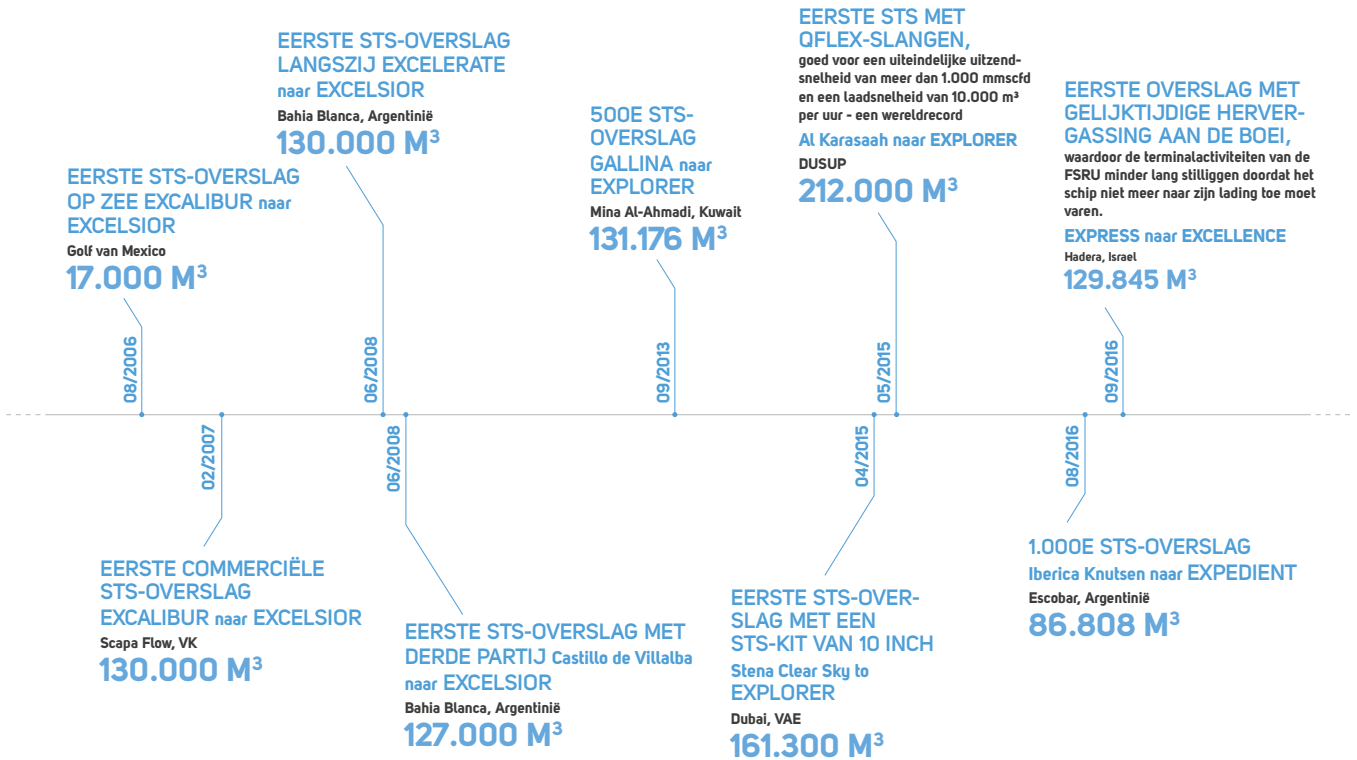 EERSTE STS-OVERSLAG
OP ZEE EXCALIBUR naar
EXCELSIOR
Golf van Mexico
17.000 M³
08/2006
02/2007
EERSTE COMMERCIËLE
STS-OVERSLAG
EXCALIBUR naar EXCELSIOR
Scapa Flow, VK
130.000 M³
EERSTE STS-OVERSLAG
LANGSZIJ EXCELERATE
naar EXCELSIOR
Bahia Blanca, Argentinië
130.000 M³
06/2008
06/2008
EERSTE STS-OVERSLAG MET
DERDE PARTIJ Castillo de Villalba
naar EXCELSIOR
Bahia Blanca, Argentinië
127.000 M³
500E STS-
OVERSLAG
GALLINA naar
EXPLORER
Mina Al-Ahmadi, Kuwait
131.176 M³
09/2013
04/2015
EERSTE STS-OVER-
SLAG MET EEN
STS-KIT VAN 10 INCH
Stena Clear Sky to
EXPLORER
Dubai, VAE
161.300 M³
EERSTE STS MET
QFLEX-SLANGEN,
goed voor een uiteindelijke uitzend-
snelheid van meer dan 1.000 mmscfd
en een laadsnelheid van 10.000 m³
per uur - een wereldrecord
Al Karasaah naar EXPLORER
DUSUP
212.000 M³
05/2015
08/2016
1.000E STS-OVERSLAG
Iberica Knutsen naar EXPEDIENT
Escobar, Argentinië
86.808 M³
EERSTE OVERSLAG MET
GELIJKTIJDIGE HERVER-
GASSING AAN DE BOEI,
waardoor de terminalactiviteiten van de
FSRU minder lang stilliggen doordat het
schip niet meer naar zijn lading toe moet
varen.
EXPRESS naar EXCELLENCE
Hadera, Israel
129.845 M³
09/2016